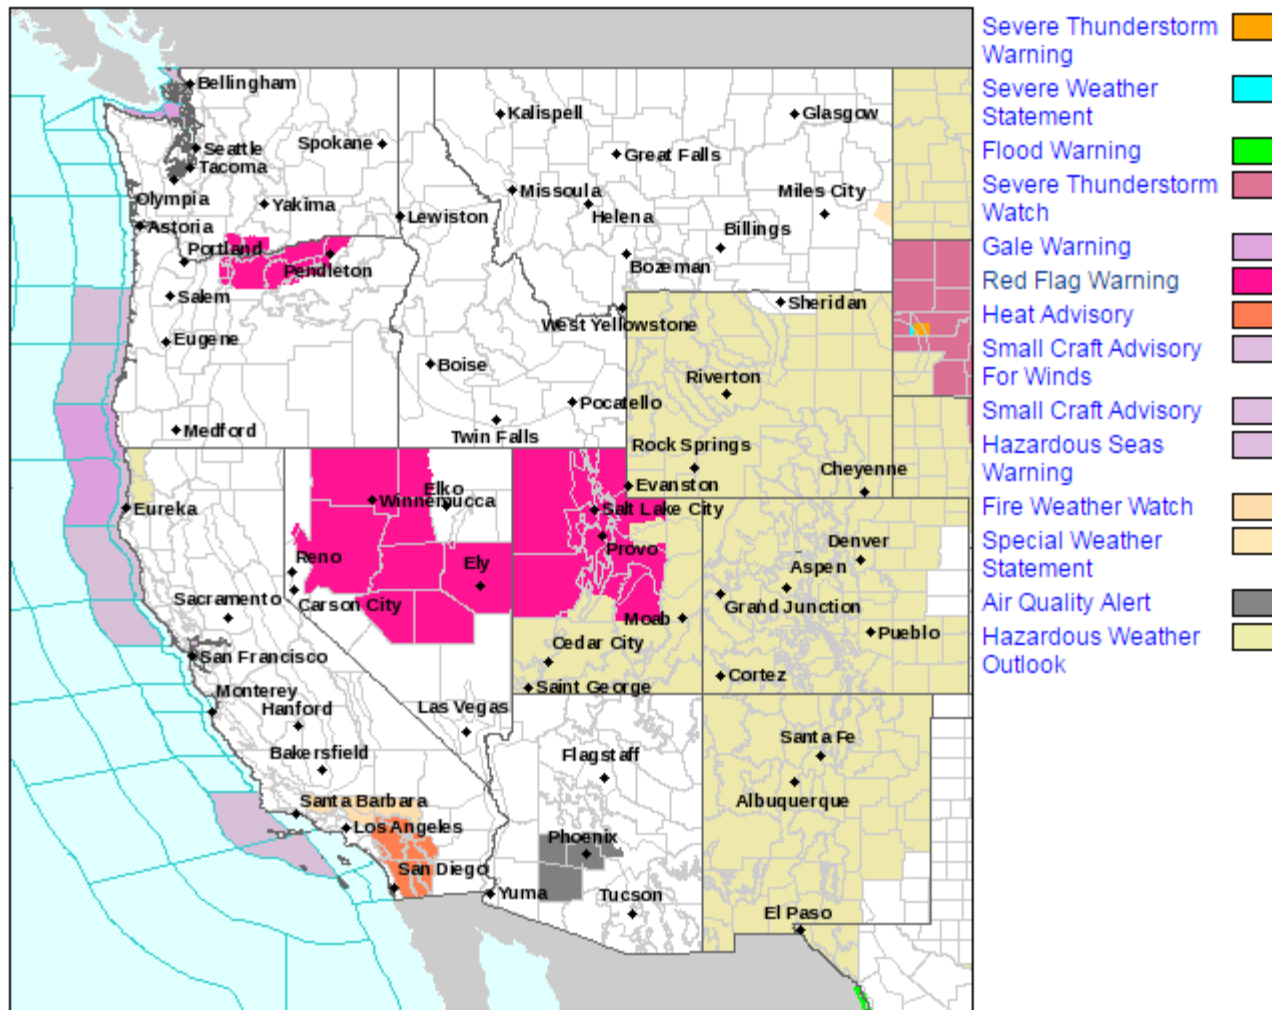 Bellingham
Kalispell
Glasgow
Seattle
Spokane
Great Falls
Tacoma
Missoula
Miles City
Olympia
Yakima
Lewiston
Helena
Astoria
Billings
Portland
Pendleton
Bozeman
Salem
Sheridan
West Yellowstone
Eugene
Boise
Riverton
Pocatello
Medford
Twin Falls
Rock Springs
Cheyenne
Elko
Evanston
Winnemucca
Eureka
Salt Lake City
Denver
Provo
Reno
Ely
Aspen
Sacramento
Carson City
Grand Junction
Moab
Pueblo
Cedar City
San Francisco
Cortez
Saint George
Monterey
Hanford
Las Vegas
Santa Fe
Bakersfield
Flagstaff
Santa Barbara
Albuquerque
Los Angeles
Phoenix
San Diego
Yuma
Tucson
El Paso
Severe Thunderstorm
Warning
Severe Weather
Statement
Flood Warning
Severe Thunderstorm
Watch
Gale Warning
Red Flag Warning
Heat Advisory
Small Craft Advisory
For Winds
Small Craft Advisory
Hazardous Seas
Warning
Fire Weather Watch
Special Weather
Statement
Air Quality Alert
Hazardous Weather
Outlook